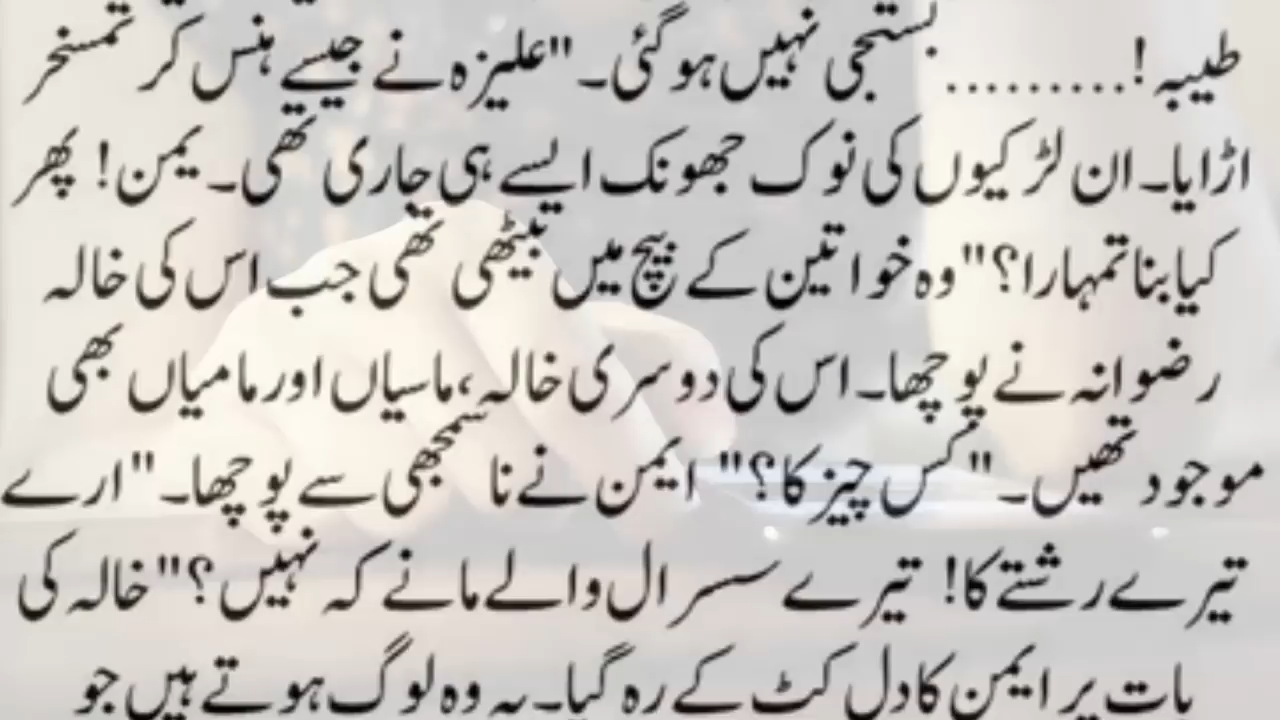 طیبہ !.......... بستجی نہیں ہوگئی۔"علیزہ نے جیسے ہنس کر تمسخر
اڑایا۔ان لڑکیوں کی نوک جھونک ایسے ہی جاری تھی۔ یمن! پھر
کیا بنا تمہارا؟"وہ خواتین کے بیچ میں بیٹھی تھی جب اس کی خالہ
رضوانہ نے پوچھا۔اس کی دوسری خالہ،ماسیاں اور مامیاں بھی
موجود تھیں۔"کس چیز کا؟" ایمن نے ناسمجھی سے پوچھا۔"ارے
تیرے رشتے کا! تیرے سسرال والے مانے کہ نہیں؟"خالہ کی
بات پر ایمن کا دل کٹ کے رہ گیا۔یہ وہ لوگ ہوتے ہیں جو